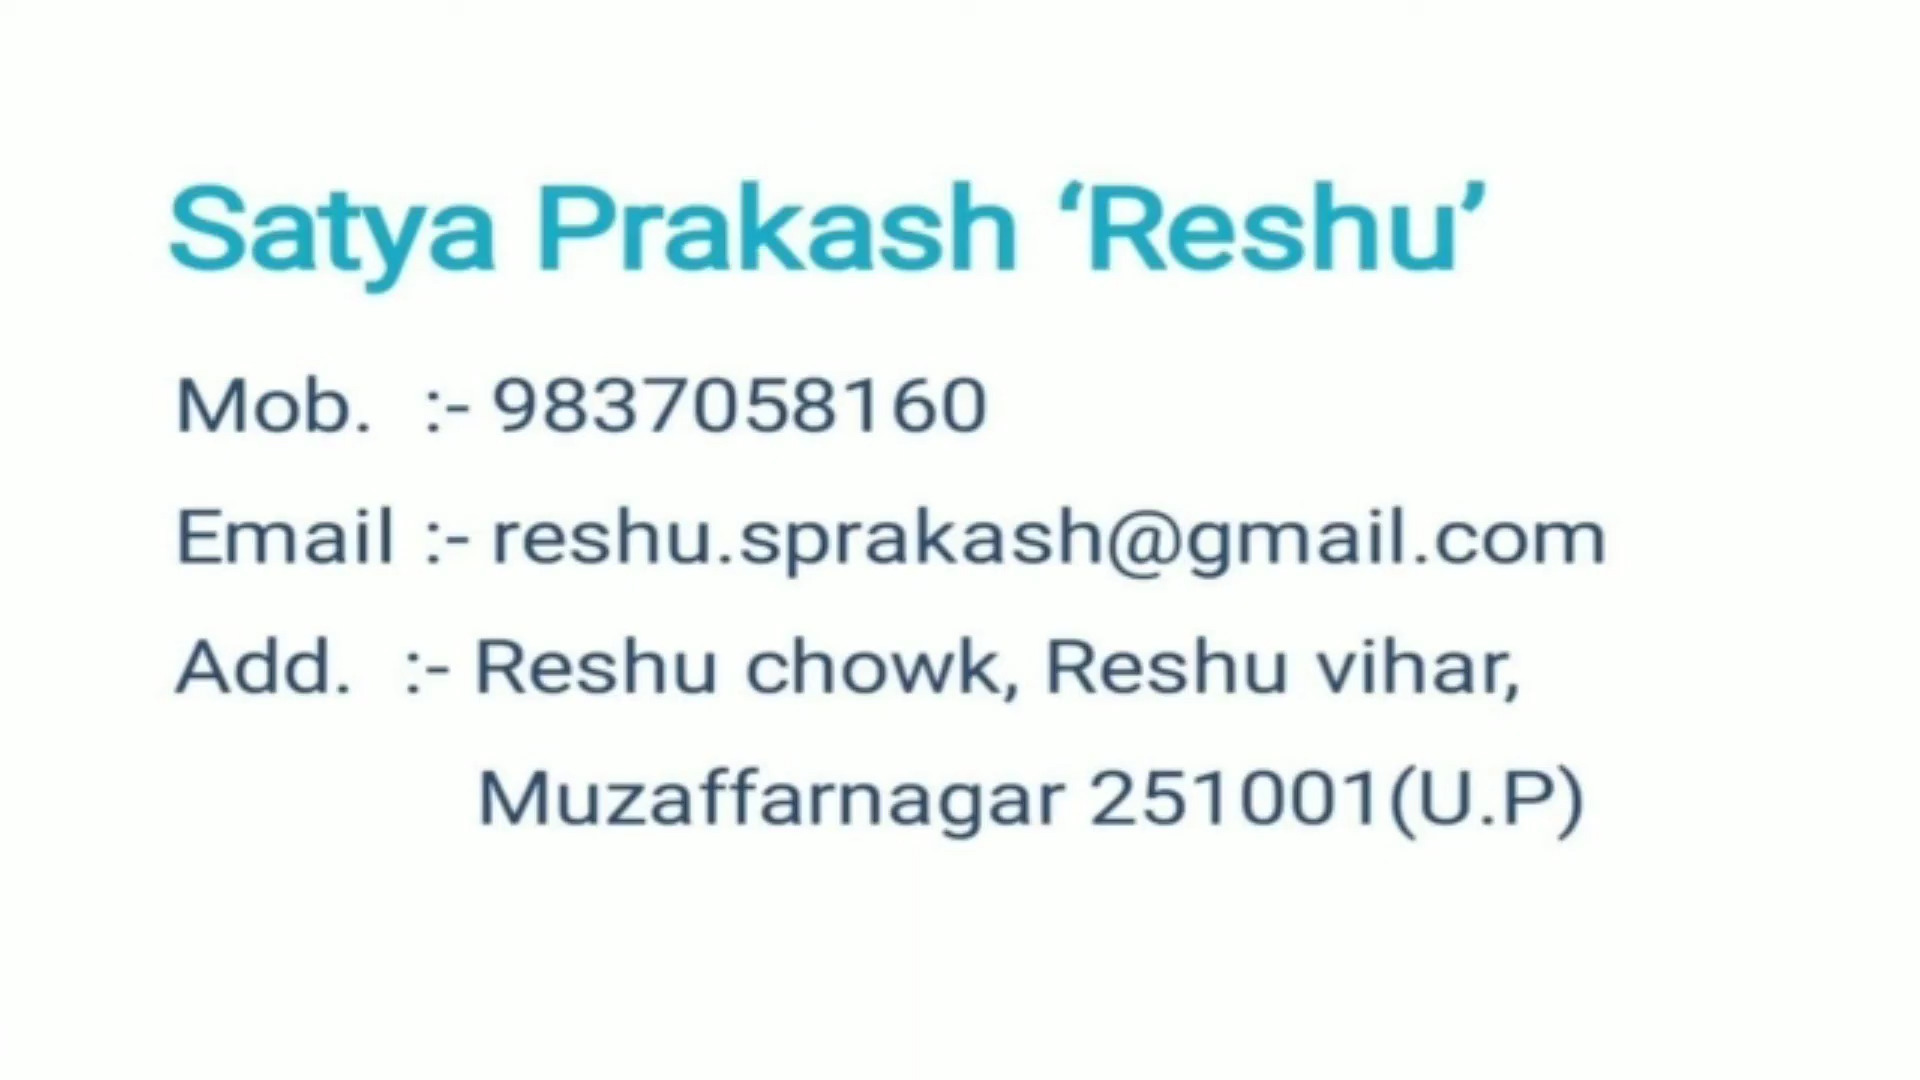 Satya Prakash ‘Reshu’
Mob. :- 9837058160
Email :- reshu.sprakash@gmail.com
Add. :- Reshu chowk, Reshu vihar,
Muzaffarnagar 251001(U.P)